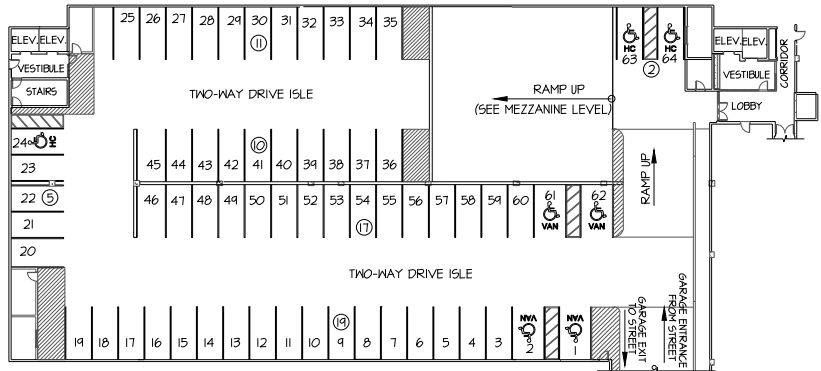 25 26 27 28 29 30 31 32 33 34 35
11
HC HC
63 64
2
ELEV. ELEV.
VESTIBULE
STAIRS
ELEV. ELEV.
VESTIBULE
LOBBY
CORRIDOR
TWO-WAY DRIVE ISLE
RAMP UP
(SEE MEZZANINE LEVEL)
24 HC
23
22 5
21
20
10
45 44 43 42 41 40 39 38 37 36
46 47 48 49 50 51 52 53 54 55 56 57 58 59 60 61 62
VAN VAN
17
RAMP UP
TWO-WAY DRIVE ISLE
GARAGE EXIT
TO STREET
GARAGE ENTRANCE
FROM STREET
19
VAN VAN
19 18 17 16 15 14 13 12 11 10 9 8 7 6 5 4 3 2 1